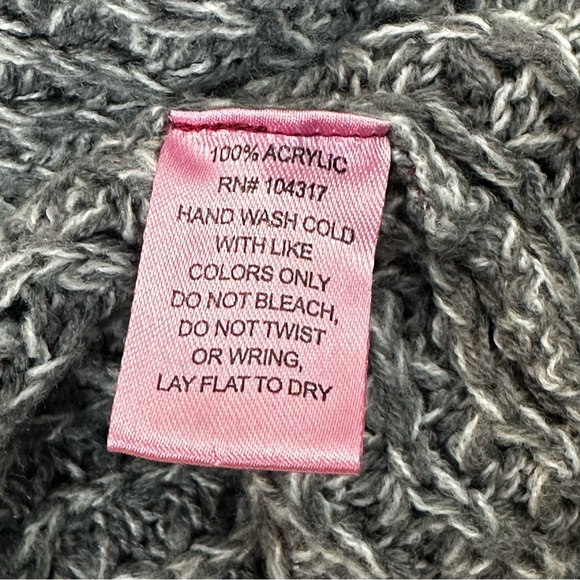 100% ACRYLIC
RN# 104317
HAND WASH COLD
WITH LIKE
COLORS ONLY
DO NOT BLEACH,
DO NOT TWIST
OR WRING,
LAY FLAT TO DRY